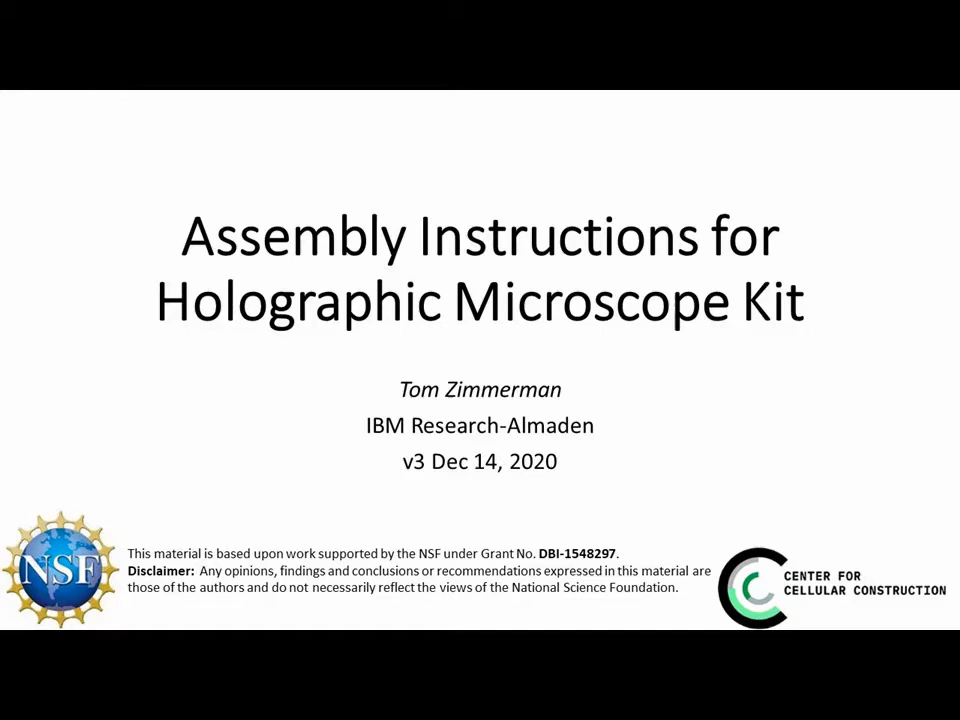 Assembly Instructions for
Holographic Microscope Kit
Tom Zimmerman
IBM Research-Almaden
v3 Dec 14, 2020
NSF
This material is based upon work supported by the NSF under Grant No. DBI-1548297.
Disclaimer: Any opinions, findings and conclusions or recommendations expressed in this material are
those of the authors and do not necessarily reflect the views of the National Science Foundation.
CENTER FOR
CELLULAR CONSTRUCTION